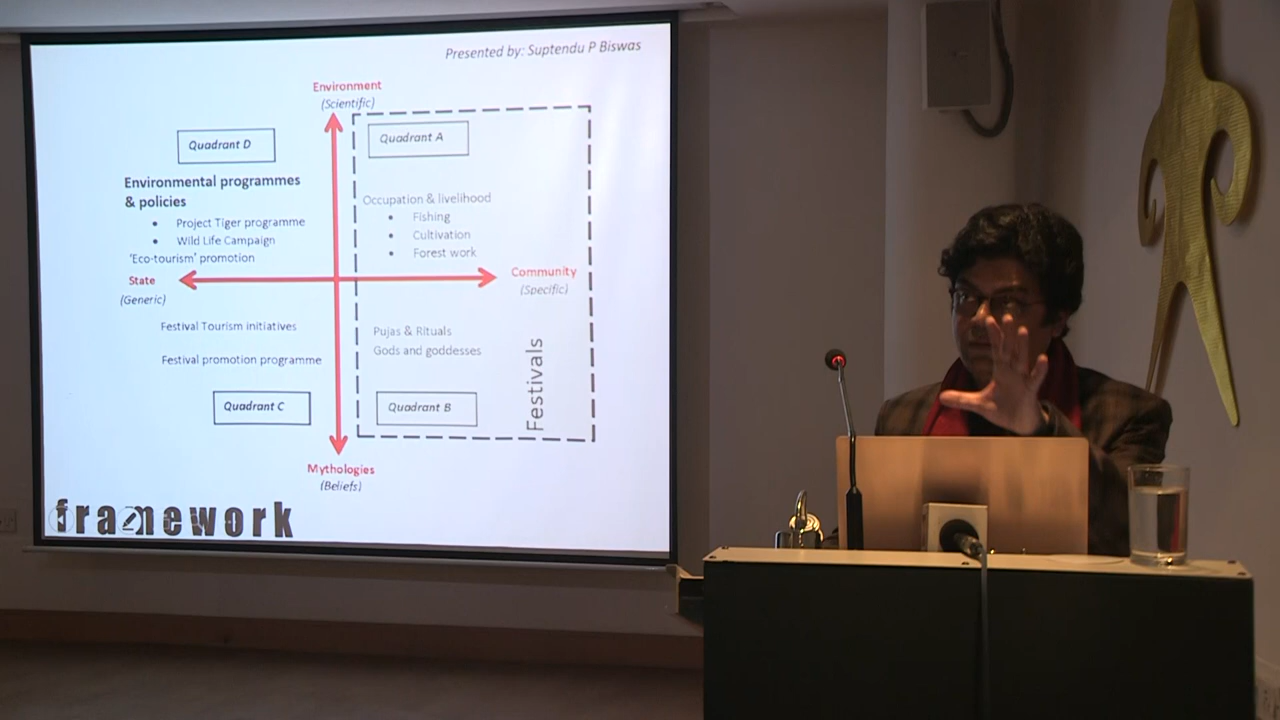 Presented by: Suptendu P Biswas
Environment
(Scientific)
Quadrant D
Quadrant A
Environmental programmes
& policies
• Project Tiger programme
• Wild Life Campaign
'Eco-tourism' promotion
Occupation & livelihood
• Fishing
• Cultivation
• Forest work
State
(Generic)
Community
(Specific)
Festival Tourism initiatives
Festival promotion programme
Pujas & Rituals
Gods and goddesses
Festivals
Quadrant C
Quadrant B
Mythologies
(Beliefs)
framework